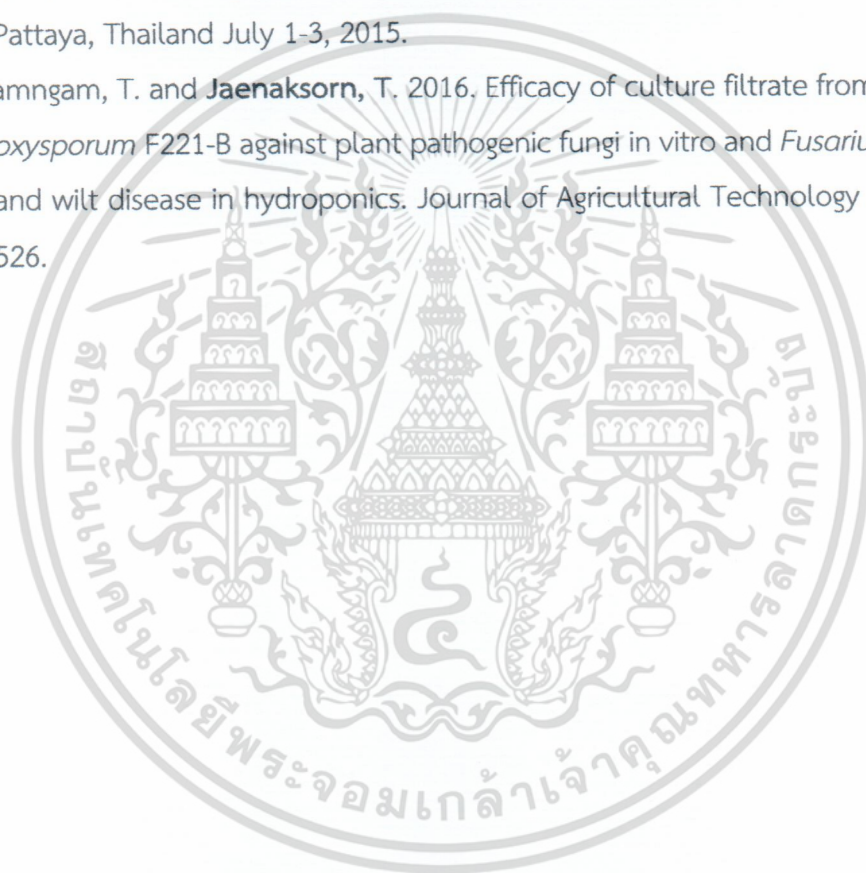 Pattaya, Thailand July 1-3, 2015.
amngam, T. and Jaenaksorn, T. 2016. Efficacy of culture filtrate from
oxysporum F221-B against plant pathogenic fungi in vitro and Fusariu
and wilt disease in hydroponics. Journal of Agricultural Technology
526.
สถาบันเทคโนโลยีพระจอมเกล้าเจ้าคุณทหารลาดกระบัง